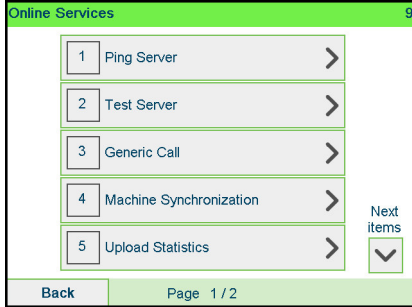 Online Services 9
1 Ping Server
2 Test Server
3 Generic Call
4 Machine Synchronization
5 Upload Statistics
Next
items
Back Page 1 / 2